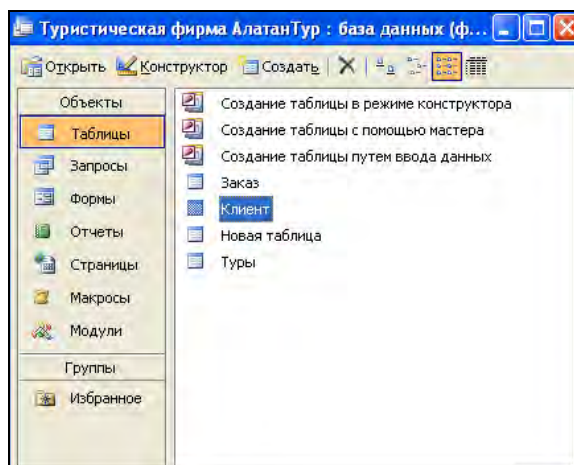 Туристическая фирма АлатанТур : база данных (ф...
Открыть Конструктор Создать
Объекты
Таблицы
Запросы
Формы
Отчеты
Страницы
Макросы
Модули
Группы
Избранное
Создание таблицы в режиме конструктора
Создание таблицы с помощью мастера
Создание таблицы путем ввода данных
Заказ
Клиент
Новая таблица
Туры